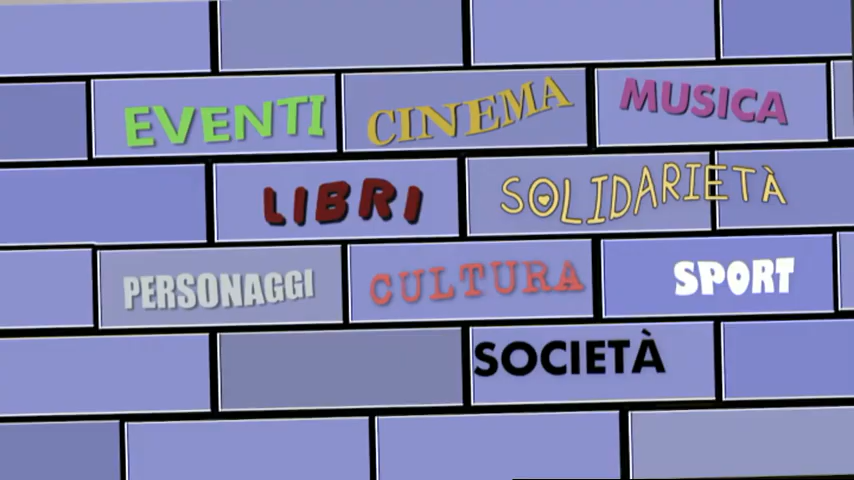 EVENTI CINEMA MUSICA
LIBRI SOLIDARIETÀ
PERSONAGGI CULTURA SPORT
SOCIETÀ